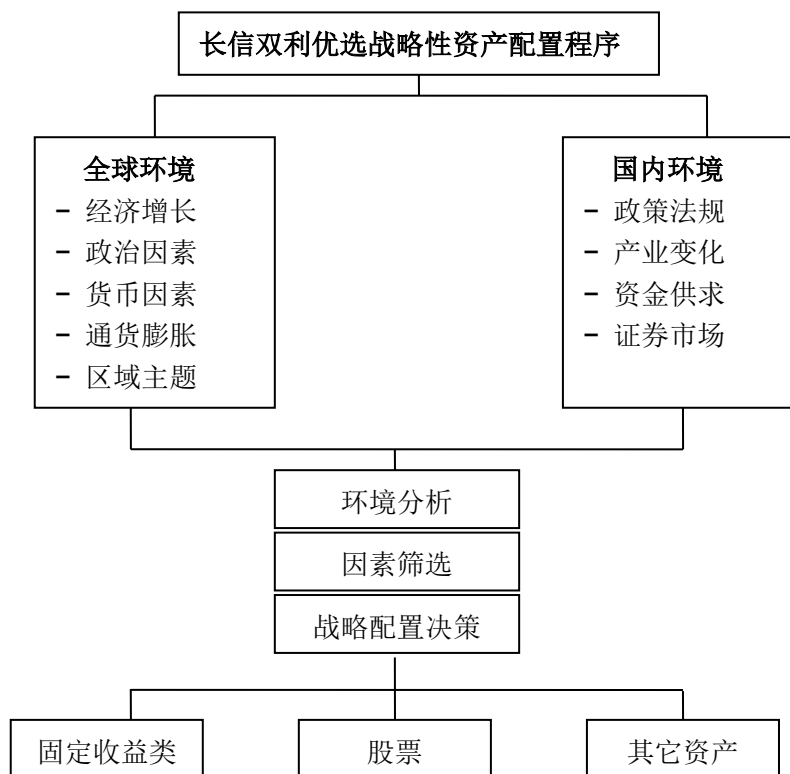 长信双利优选战略性资产配置程序
全球环境
– 经济增长
– 政治因素
– 货币因素
– 通货膨胀
– 区域主题
国内环境
– 政策法规
– 产业变化
– 资金供求
– 证券市场
环境分析
因素筛选
战略配置决策
固定收益类
股票
其它资产